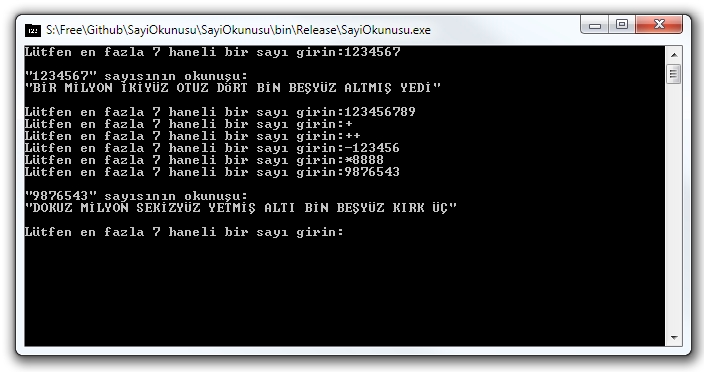 S:\Free\Github\SayiOkunusu\SayiOkunusu\bin\Release\SayiOkunusu.exe
Lütfen en fazla 7 haneli bir sayı girin:1234567
"1234567" sayısının okunuşu:
"BİR MİLYON İKİYÜZ OTUZ DÖRT BİN BEŞYÜZ ALTMIŞ YEDİ"
Lütfen en fazla 7 haneli bir sayı girin:123456789
Lütfen en fazla 7 haneli bir sayı girin:+
Lütfen en fazla 7 haneli bir sayı girin:++
Lütfen en fazla 7 haneli bir sayı girin:-123456
Lütfen en fazla 7 haneli bir sayı girin:*8888
Lütfen en fazla 7 haneli bir sayı girin:9876543
"9876543" sayısının okunuşu:
"DOKUZ MİLYON SEKİZYÜZ YETMİŞ ALTI BİN BEŞYÜZ KIRK ÜÇ"
Lütfen en fazla 7 haneli bir sayı girin: